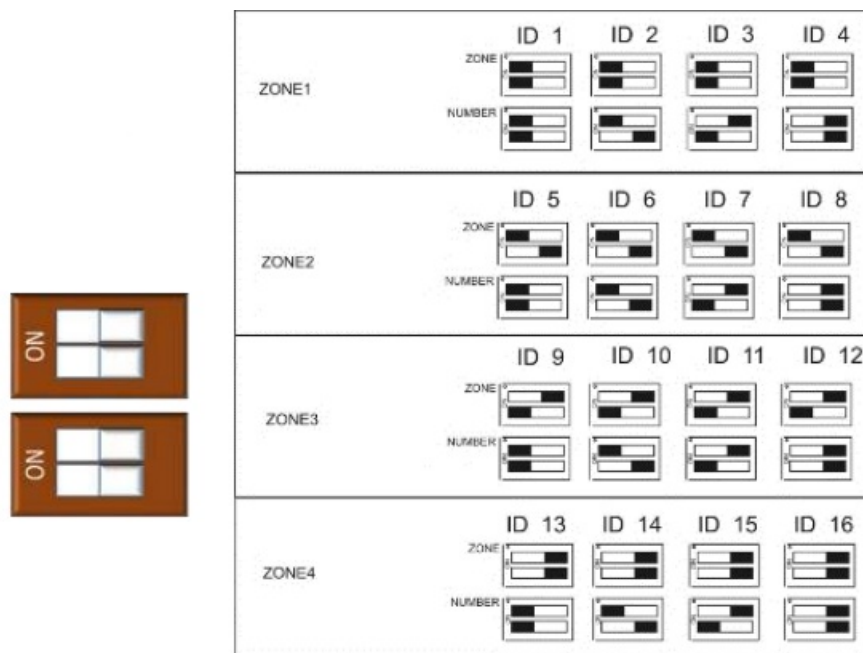 ID 1 ID 2 ID 3 ID 4
ZONE
ZONE1
NUMBER
ID 5 ID 6 ID 7 ID 8
ZONE
ZONE2
NUMBER
ID 9 ID 10 ID 11 ID 12
ZONE
ZONE3
NUMBER
ID 13 ID 14 ID 15 ID 16
ZONE
ZONE4
NUMBER
ON
ON